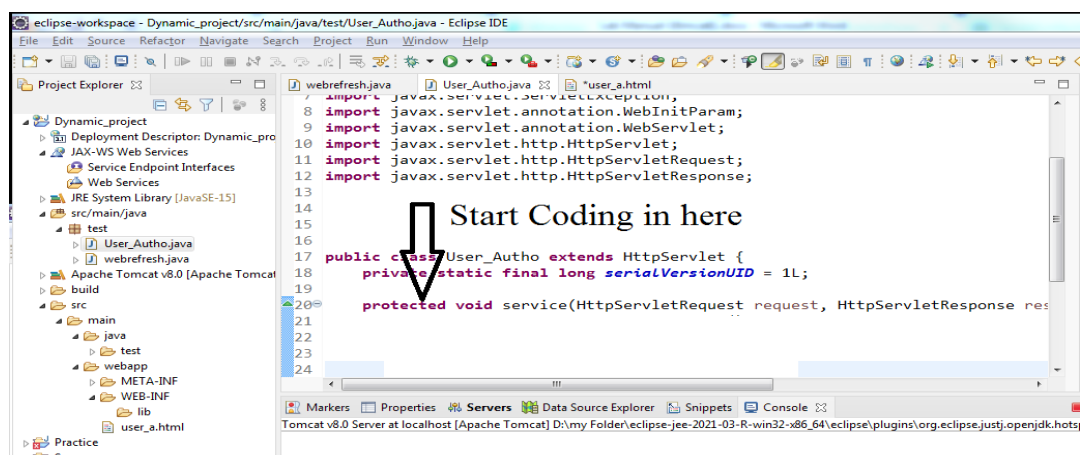 eclipse-workspace - Dynamic_project/src/main/java/test/User_Autho.java - Eclipse IDE
File Edit Source Refactor Navigate Search Project Run Window Help
Project Explorer
Dynamic_project
Deployment Descriptor: Dynamic_pro
JAX-WS Web Services
Service Endpoint Interfaces
Web Services
JRE System Library [JavaSE-15]
src/main/java
test
User_Autho.java
webrefresh.java
Apache Tomcat v8.0 [Apache Tomcat
build
src
main
java
test
webapp
META-INF
WEB-INF
lib
user_a.html
Practice
webrefresh.java User_Autho.java *user_a.html
7 import javax.servlet.ServletException;
8 import javax.servlet.annotation.WebInitParam;
9 import javax.servlet.annotation.WebServlet;
10 import javax.servlet.http.HttpServlet;
11 import javax.servlet.http.HttpServletRequest;
12 import javax.servlet.http.HttpServletResponse;
13
14
Start Coding in here
15
16
17 public class User_Autho extends HttpServlet {
18 private static final long serialVersionUID = 1L;
19
20 protected void service(HttpServletRequest request, HttpServletResponse res
21
22
23
24
Markers Properties Servers Data Source Explorer Snippets Console
Tomcat v8.0 Server at localhost [Apache Tomcat] D:\my Folder\eclipse-jee-2021-03-R-win32-x86_64\eclipse\plugins\org.eclipse.justj.openjdk.hotsp